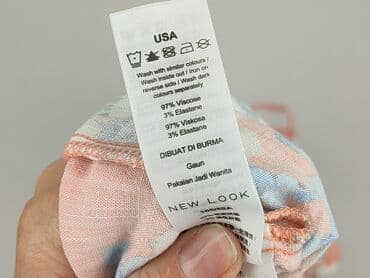 USA
Wash with similar colours /
Wash inside out / Iron on
reverse side / Wash dark
colours separately
97% Viscose
3% Elastane
97% Viskosa
3% Elastane
DIBUAT DI BURMA
Gaun
Pakaian Jadi Wanita
NEW LOOK